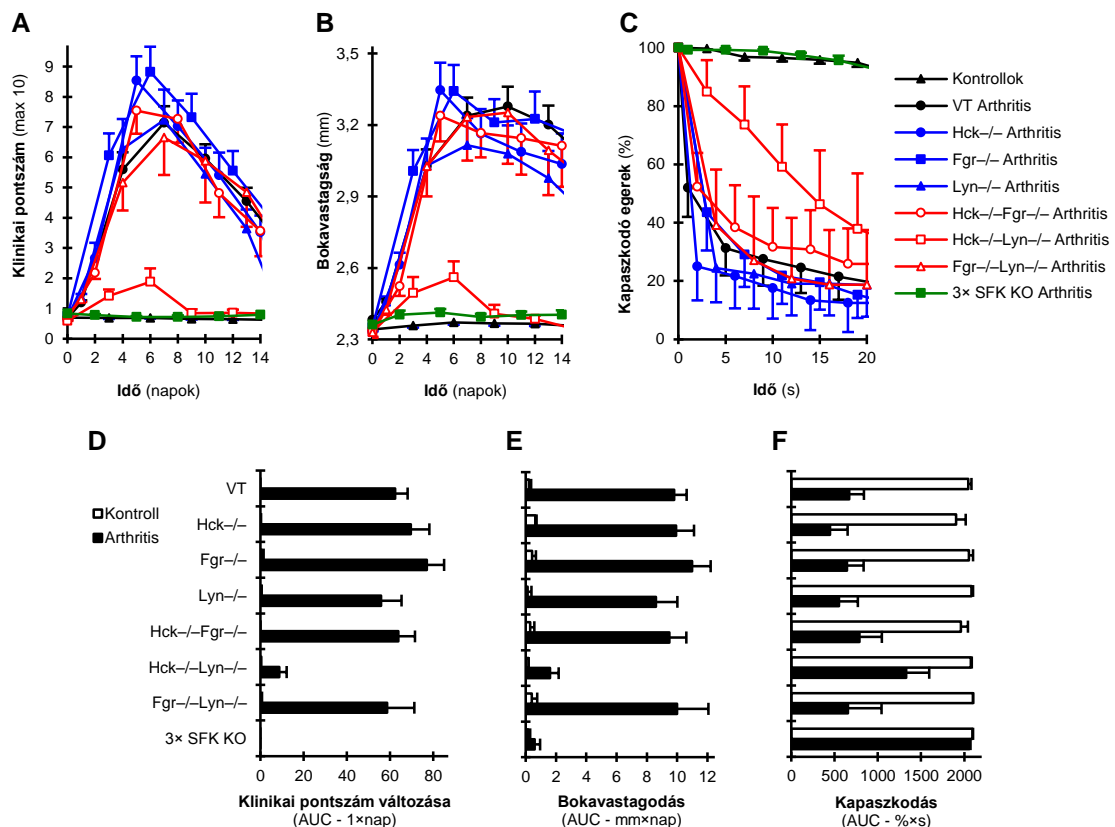 A
Klinikai pontszám (max 10)
9
8
7
6
5
4
3
2
1
0
0 2 4 6 8 10 12 14
Idő (napok)
B
Bokavastagság (mm)
3,5
3,2
2,9
2,6
2,3
0 2 4 6 8 10 12 14
Idő (napok)
C
Kapaszkodó egerek (%)
100
80
60
40
20
0
0 5 10 15 20
Idő (s)
Kontrollok
VT Arthritis
Hck–/– Arthritis
Fgr–/– Arthritis
Lyn–/– Arthritis
Hck–/–Fgr–/– Arthritis
Hck–/–Lyn–/– Arthritis
Fgr–/–Lyn–/– Arthritis
3× SFK KO Arthritis
D
Kontroll
Arthritis
VT
Hck–/–
Fgr–/–
Lyn–/–
Hck–/–Fgr–/–
Hck–/–Lyn–/–
Fgr–/–Lyn–/–
3× SFK KO
0 20 40 60 80
Klinikai pontszám változása
(AUC - 1×nap)
E
0 2 4 6 8 10 12
Bokavastagodás
(AUC - mm×nap)
F
0 500 1000 1500 2000
Kapaszkodás
(AUC - %×s)